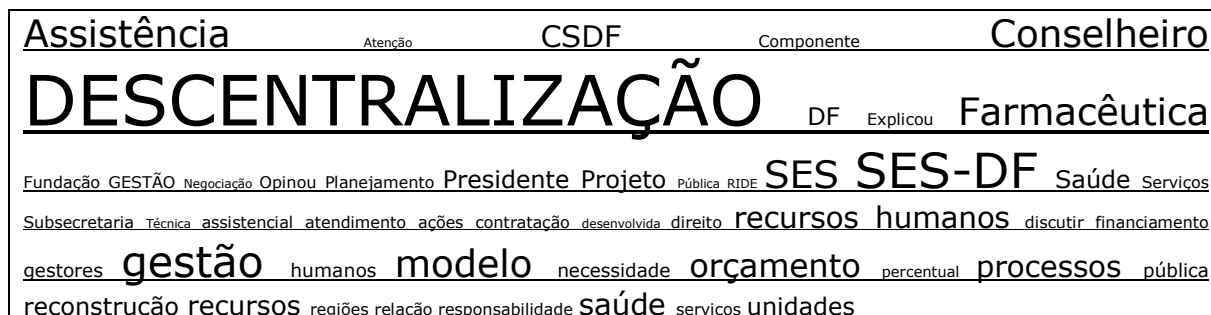 Assistência Atenção CSDF Componente Conselheiro
DESCENTRALIZAÇÃO DF Explicou Farmacêutica
Fundação GESTÃO Negociação Opinou Planejamento Presidente Projeto Pública RIDE SES SES-DF Saúde Serviços
Subsecretaria Técnica assistencial atendimento ações contratação desenvolvida direito recursos humanos discutir financiamento
gestores gestão humanos modelo necessidade orçamento percentual processos pública
reconstrução recursos regiões relação responsabilidade saúde serviços unidades